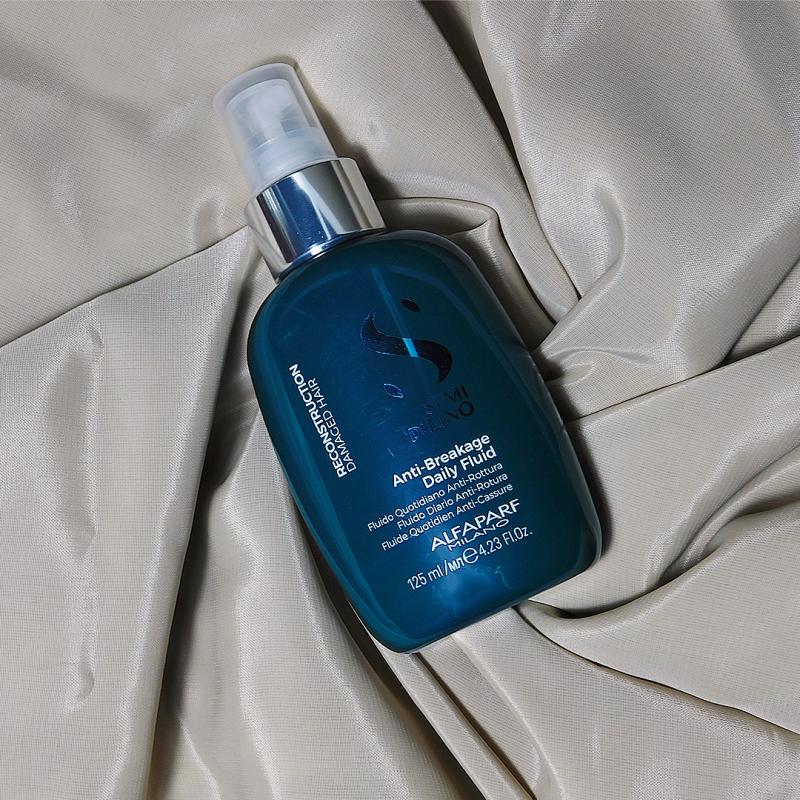 RECONSTRUCTION
DAMAGED HAIR
SEMI
DI LINO
Anti-Breakage
Daily Fluid
Fluido Quotidiano Anti-Rottura
Fluido Diario Anti-Rotura
Fluide Quotidien Anti-Cassure
ALFAPARF
MILANO
125 ml/мл ℮ 4.23 Fl.Oz.